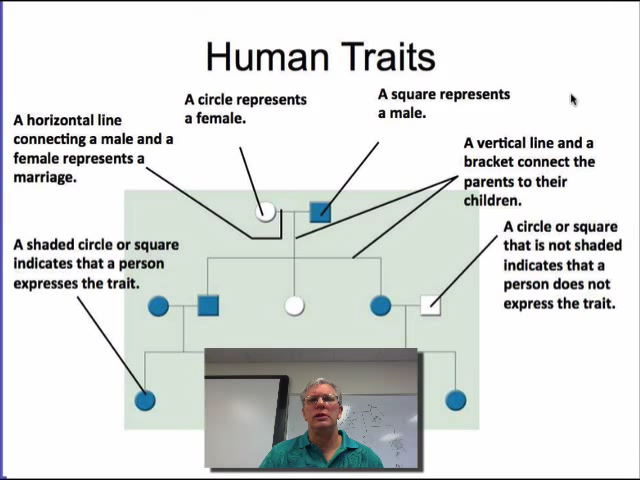 Human Traits
A circle represents
a female.
A square represents
a male.
A horizontal line
connecting a male and a
female represents a
marriage.
A vertical line and a
bracket connect the
parents to their
children.
A shaded circle or square
indicates that a person
expresses the trait.
A circle or square
that is not shaded
indicates that a
person does not
express the trait.